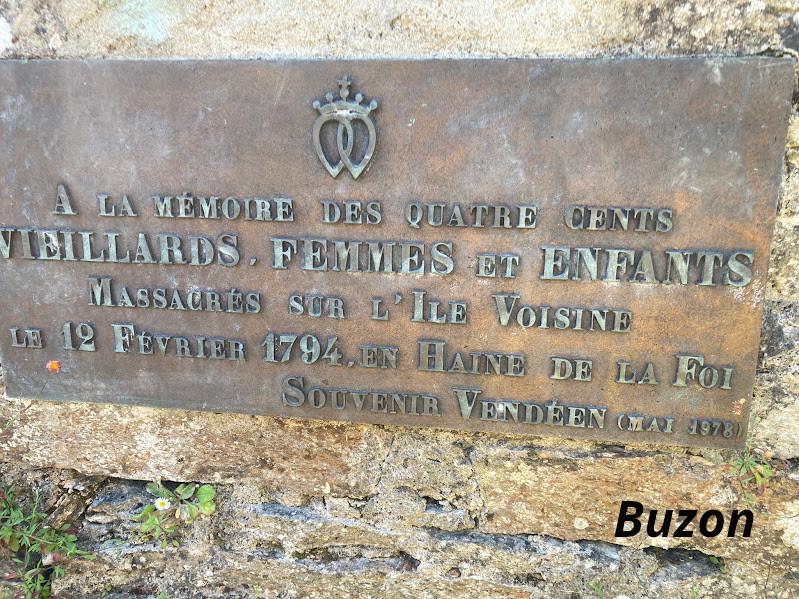 A LA MÉMOIRE DES QUATRE CENTS
VIEILLARDS, FEMMES ET ENFANTS
MASSACRÉS SUR L'ILE VOISINE
LE 12 FÉVRIER 1794, EN HAINE DE LA FOI
SOUVENIR VENDÉEN (MAI 1978)
Buzon